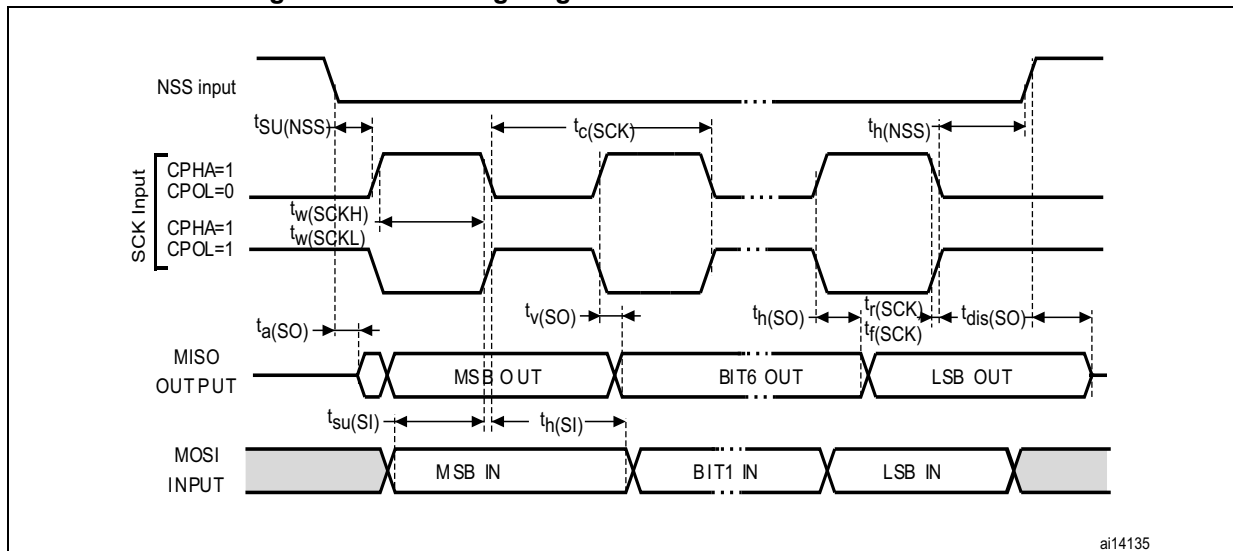 NSS input
tSU(NSS)
tc(SCK)
th(NSS)
SCK Input
CPHA=1
CPOL=0
tw(SCKH)
CPHA=1
tw(SCKL)
CPOL=1
ta(SO)
tv(SO)
th(SO)
tr(SCK)
tf(SCK)
tdis(SO)
MISO
OUTPUT
MSB OUT
BIT6 OUT
LSB OUT
tsu(SI)
th(SI)
MOSI
INPUT
MSB IN
BIT1 IN
LSB IN
ai14135